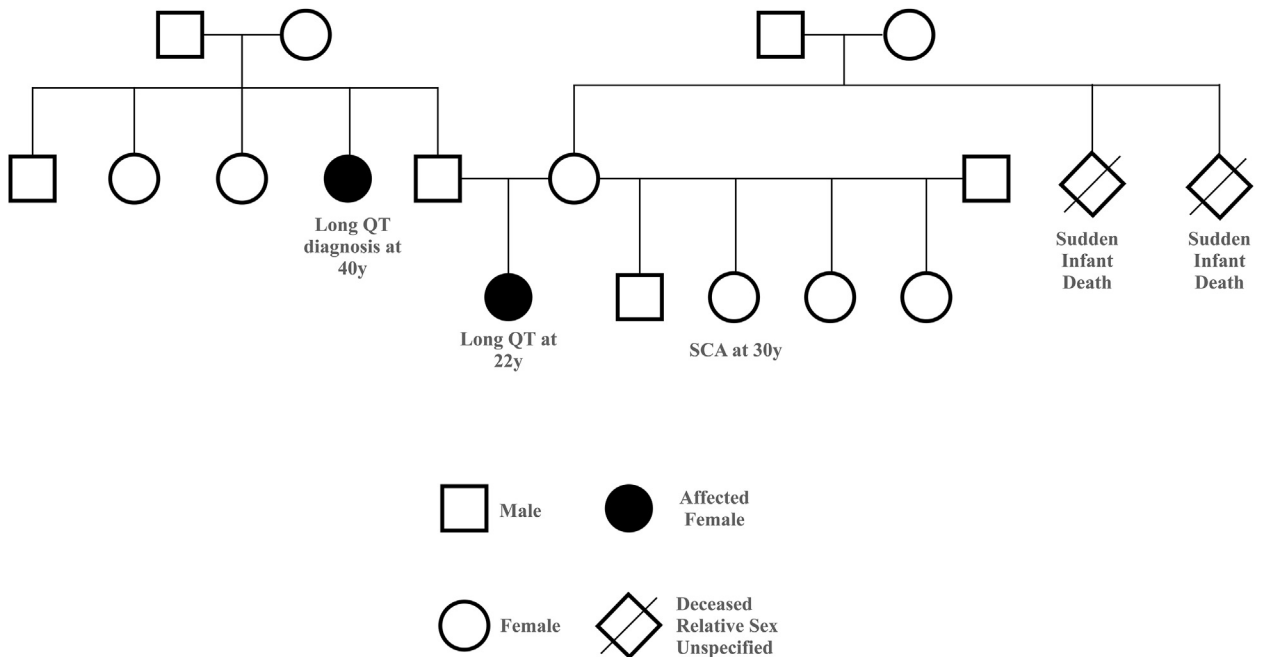 Long QT
diagnosis at
40y
Sudden
Infant
Death
Sudden
Infant
Death
Long QT at
22y
SCA at 30y
Male
Affected
Female
Female
Deceased
Relative Sex
Unspecified